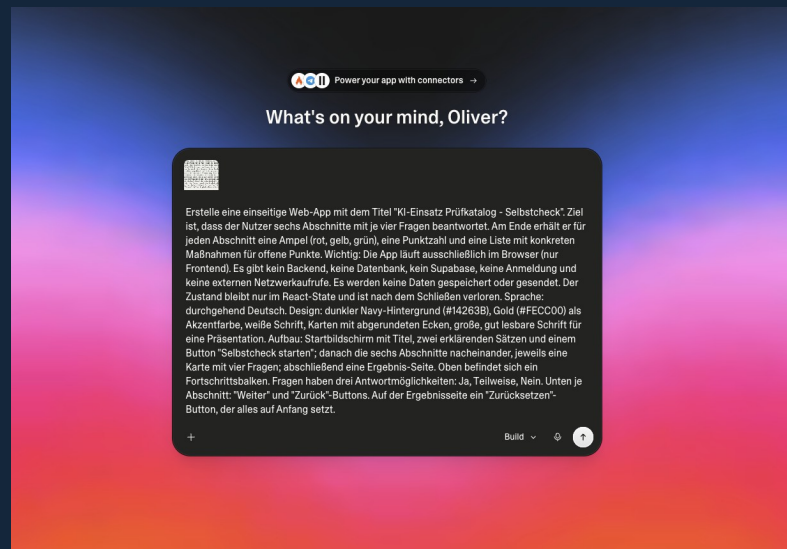 Power your app with connectors →
What's on your mind, Oliver?
Erstelle eine einseitige Web-App mit dem Titel "KI-Einsatz Prüfkatalog - Selbstcheck". Ziel
ist, dass der Nutzer sechs Abschnitte mit je vier Fragen beantwortet. Am Ende erhält er für
jeden Abschnitt eine Ampel (rot, gelb, grün), eine Punktzahl und eine Liste mit konkreten
Maßnahmen für offene Punkte. Wichtig: Die App läuft ausschließlich im Browser (nur
Frontend). Es gibt kein Backend, keine Datenbank, kein Supabase, keine Anmeldung und
keine externen Netzwerkaufrufe. Es werden keine Daten gespeichert oder gesendet. Der
Zustand bleibt nur im React-State und ist nach dem Schließen verloren. Sprache:
durchgehend Deutsch. Design: dunkler Navy-Hintergrund (#14263B), Gold (#FECC00) als
Akzentfarbe, weiße Schrift, Karten mit abgerundeten Ecken, große, gut lesbare Schrift für
eine Präsentation. Aufbau: Startbildschirm mit Titel, zwei erklärenden Sätzen und einem
Button "Selbstcheck starten"; danach die sechs Abschnitte nacheinander, jeweils eine
Karte mit vier Fragen; abschließend eine Ergebnis-Seite. Oben befindet sich ein
Fortschrittsbalken. Fragen haben drei Antwortmöglichkeiten: Ja, Teilweise, Nein. Unten je
Abschnitt: "Weiter" und "Zurück"-Buttons. Auf der Ergebnisseite ein "Zurücksetzen"-
Button, der alles auf Anfang setzt.
Build